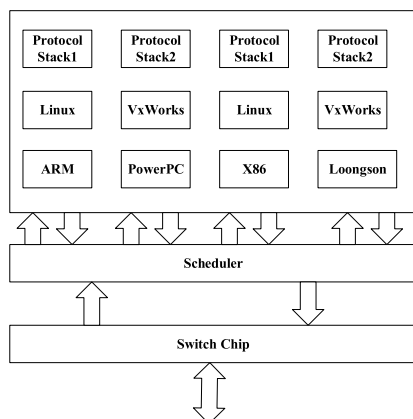 Protocol Protocol Protocol Protocol
Stack1 Stack2 Stack1 Stack2
Linux VxWorks Linux VxWorks
ARM PowerPC X86 Loongson
Scheduler
Switch Chip